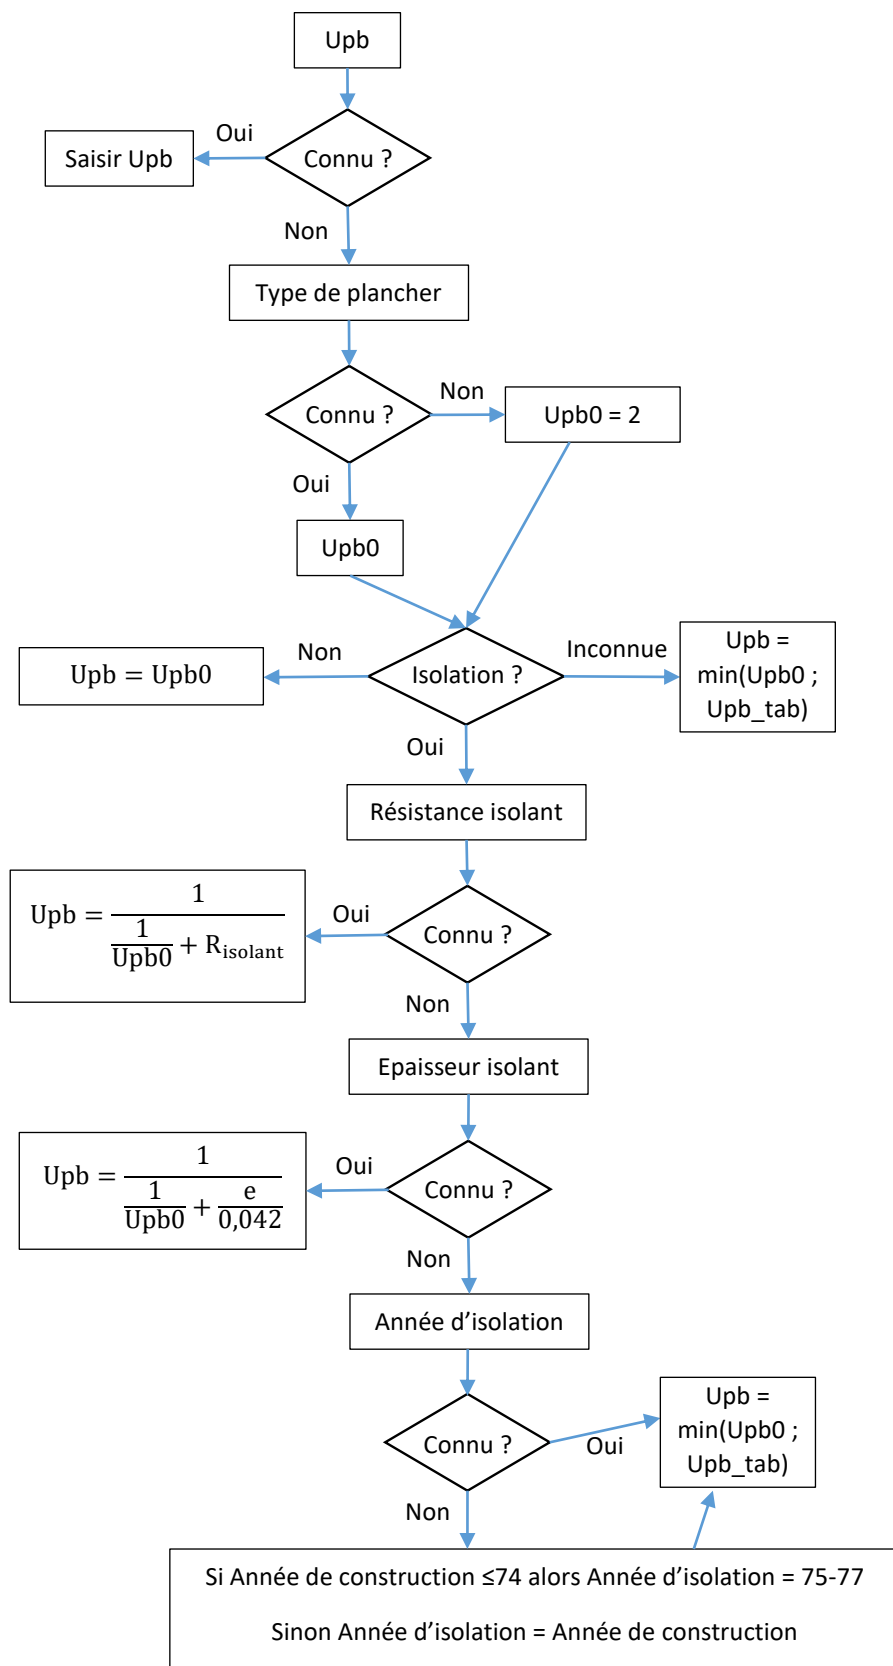 Upb
Oui
Saisir Upb
Connu ?
Non
Type de plancher
Non
Connu ?
Upb0 = 2
Oui
Upb0
Non
Isolation ?
Inconnue
Upb = Upb0
Upb =
min(Upb0 ;
Upb_tab)
Oui
Résistance isolant
Upb = 1 / (1/Upb0 + R_isolant)
Oui
Connu ?
Non
Epaisseur isolant
Upb = 1 / (1/Upb0 + e/0,042)
Oui
Connu ?
Non
Année d’isolation
Upb =
min(Upb0 ;
Upb_tab)
Connu ?
Oui
Non
Si Année de construction ≤74 alors Année d’isolation = 75-77
Sinon Année d’isolation = Année de construction